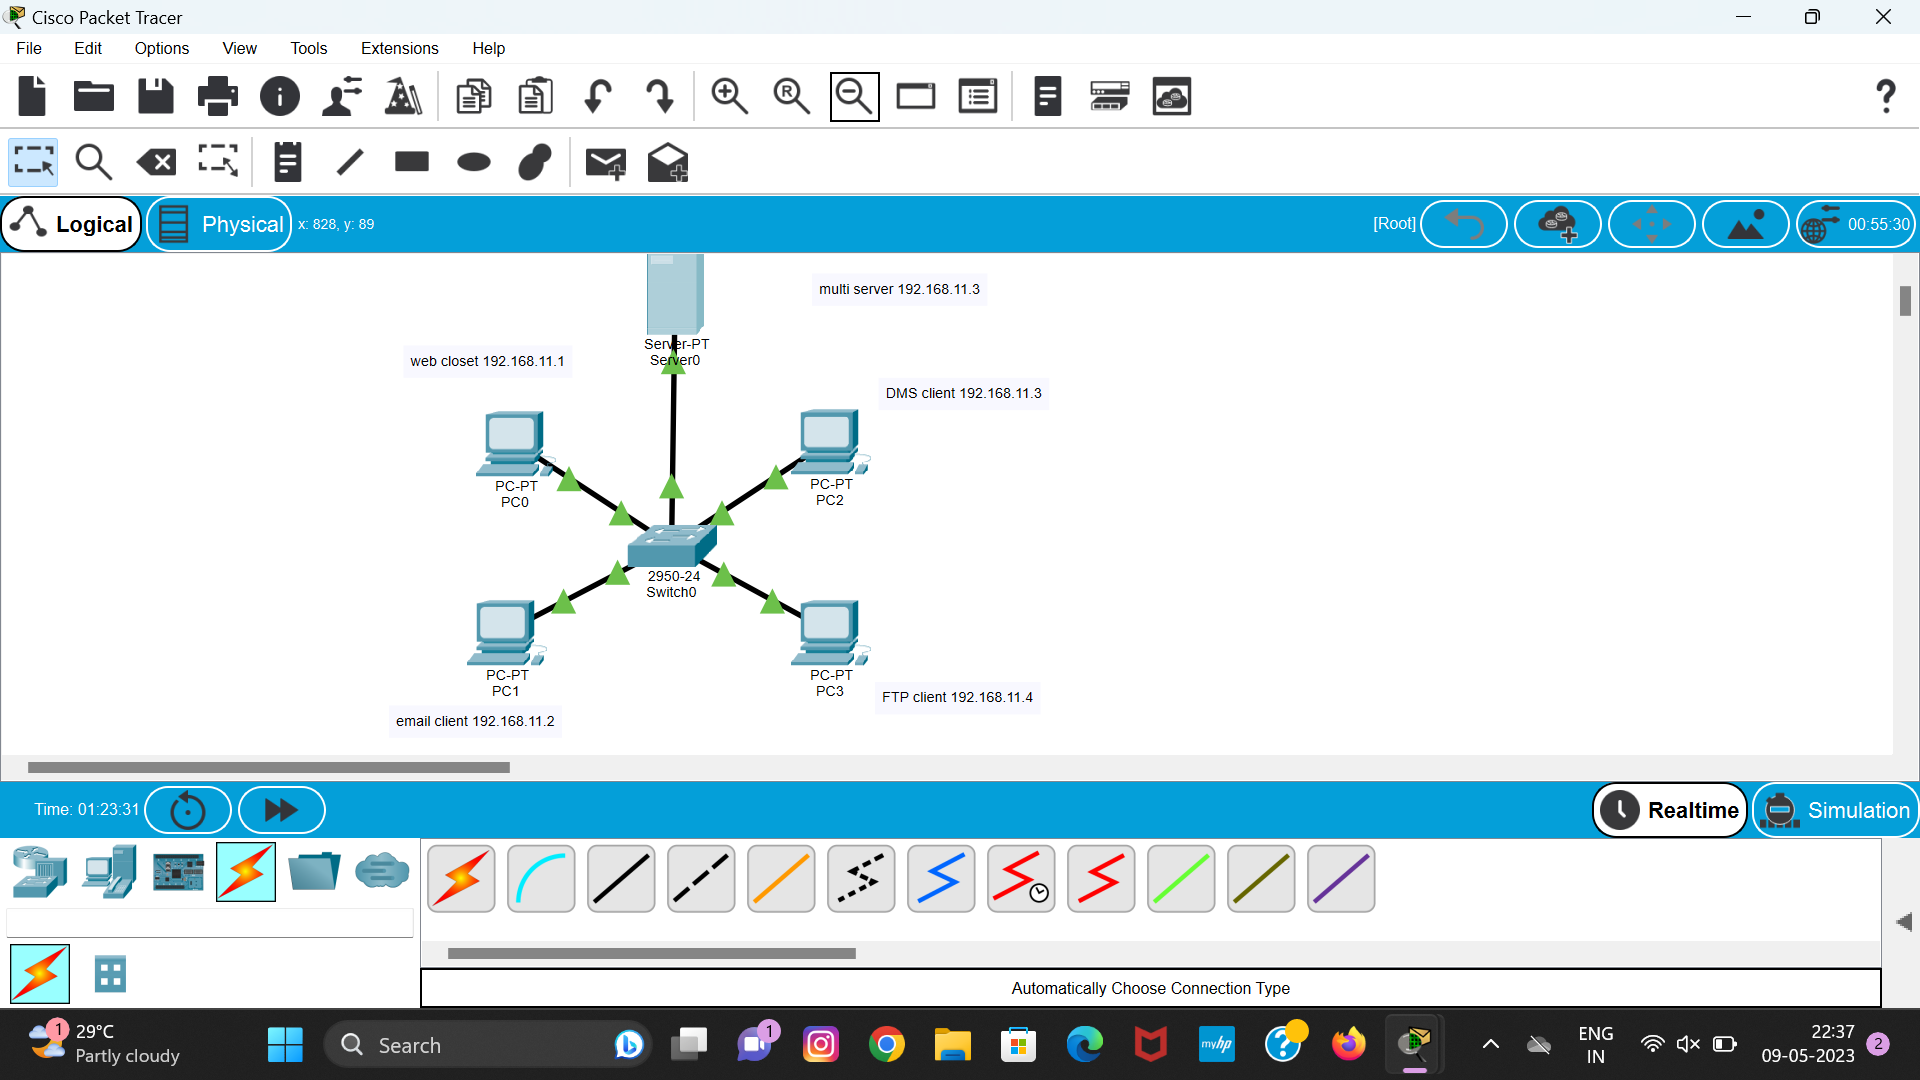 Cisco Packet Tracer
File Edit Options View Tools Extensions Help
Logical Physical x: 828, y: 89 [Root] 00:55:30
multi server 192.168.11.3
Server-PT
Server0
web closet 192.168.11.1
DMS client 192.168.11.3
PC-PT
PC0
PC-PT
PC2
2950-24
Switch0
PC-PT
PC1
PC-PT
PC3
FTP client 192.168.11.4
email client 192.168.11.2
Time: 01:23:31 Realtime Simulation
Automatically Choose Connection Type
1 29°C
Partly cloudy
Search
1
myhp
ENG
IN
22:37
09-05-2023
2